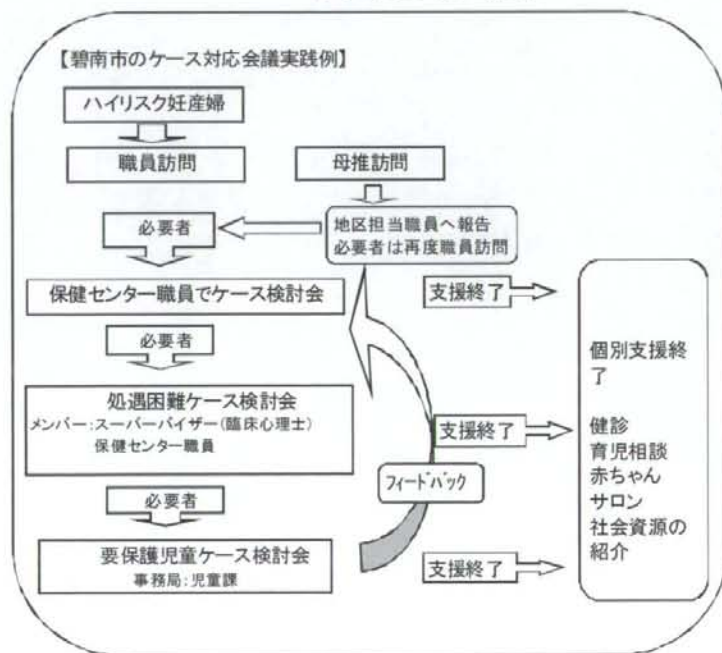 【碧南市のケース対応会議実践例】
ハイリスク妊産婦
職員訪問
母推訪問
必要者
地区担当職員へ報告
必要者は再度職員訪問
保健センター職員でケース検討会
支援終了
必要者
処遇困難ケース検討会
メンバー：スーパーバイザー（臨床心理士）
保健センター職員
支援終了
フィードバック
必要者
要保護児童ケース検討会
事務局：児童課
支援終了
個別支援終
了
健診
育児相談
赤ちゃん
サロン
社会資源の
紹介